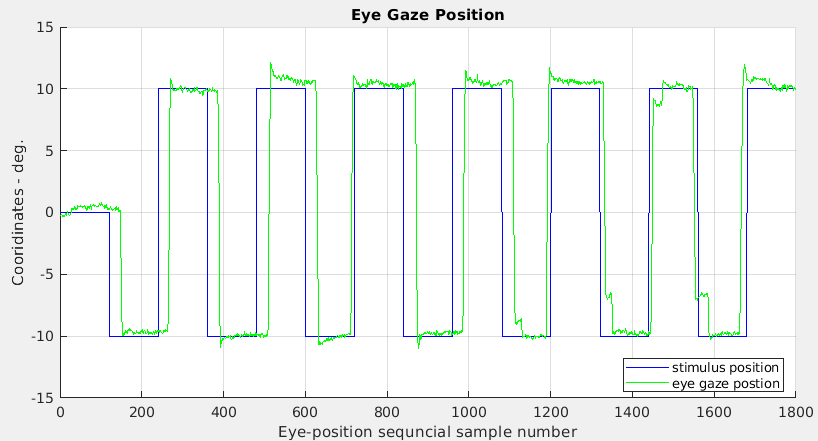 Eye Gaze Position
15
10
5
0
-5
-10
-15
Cooridinates - deg.
0 200 400 600 800 1000 1200 1400 1600 1800
Eye-position sequncial sample number
stimulus position
eye gaze postion